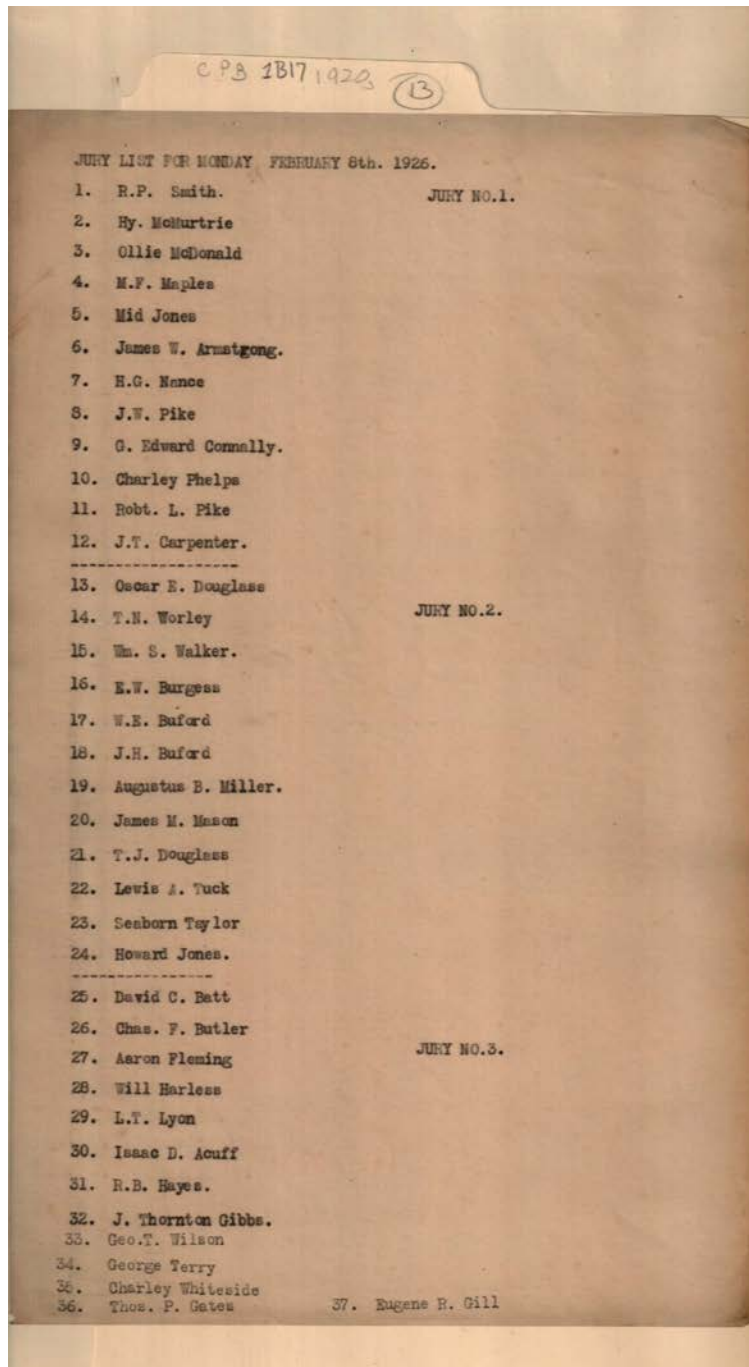 CPB 1B17 1920s 13
JURY LIST FOR MONDAY FEBRUARY 8th. 1926.
1. R.P. Smith.
JURY NO.1.
2. Hy. McMurtrie
3. Ollie McDonald
4. M.F. Maples
5. Mid Jones
6. James W. Armstrong.
7. H.G. Nance
8. J.W. Pike
9. G. Edward Connally.
10. Charley Phelps
11. Robt. L. Pike
12. J.T. Carpenter.
-------------------
13. Oscar E. Douglass
JURY NO.2.
14. T.N. Worley
15. Wm. S. Walker.
16. E.W. Burgess
17. W.E. Buford
18. J.H. Buford
19. Augustus B. Miller.
20. James M. Mason
21. T.J. Douglass
22. Lewis A. Tuck
23. Seaborn Taylor
24. Howard Jones.
----------------
25. David C. Batt
26. Chas. F. Butler
JURY NO.3.
27. Aaron Fleming
28. Will Harless
29. L.T. Lyon
30. Isaac D. Acuff
31. R.B. Hayes.
32. J. Thornton Gibbs.
33. Geo.T. Wilson
34. George Terry
35. Charley Whiteside
36. Thos. P. Gates 37. Eugene R. Gill